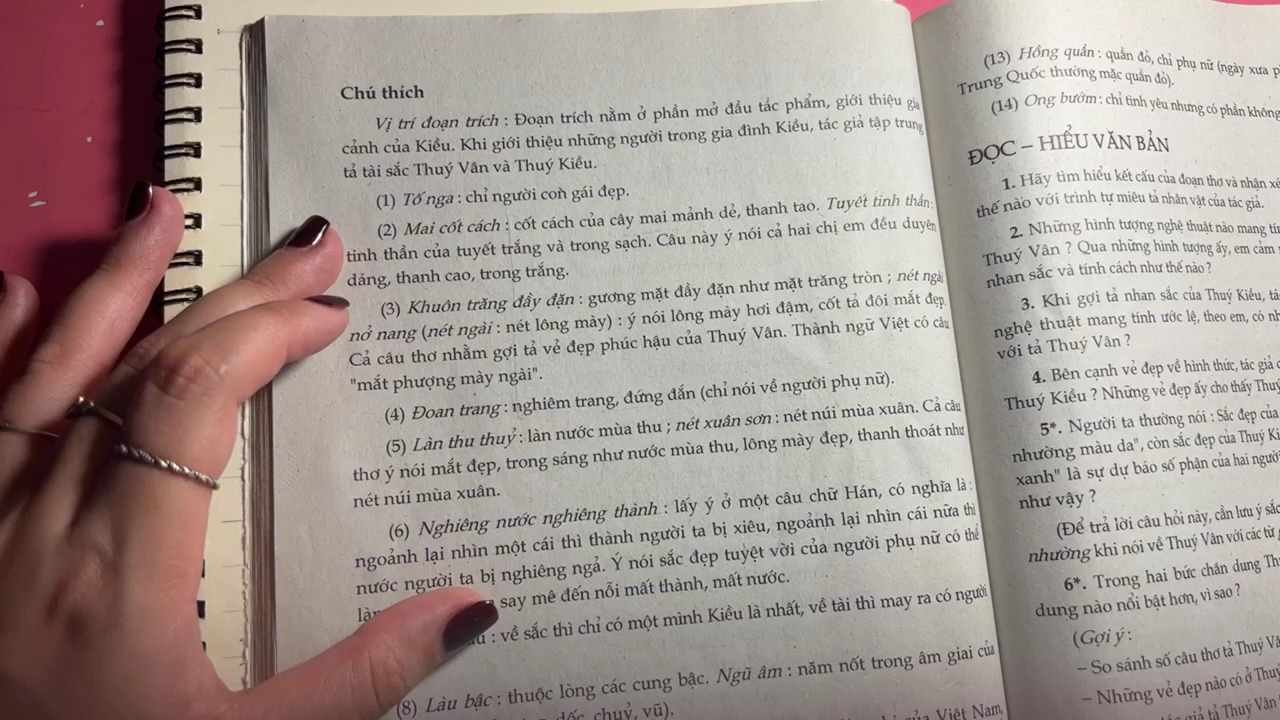 Chú thích
Vị trí đoạn trích : Đoạn trích nằm ở phần mở đầu tác phẩm, giới thiệu gia
cảnh của Kiều. Khi giới thiệu những người trong gia đình Kiều, tác giả tập trung
tả tài sắc Thuý Vân và Thuý Kiều.
(1) Tố nga : chỉ người con gái đẹp.
(2) Mai cốt cách : cốt cách của cây mai mảnh dẻ, thanh tao. Tuyết tinh thần :
tinh thần của tuyết trắng và trong sạch. Câu này ý nói cả hai chị em đều duyên
dáng, thanh cao, trong trắng.
(3) Khuôn trăng đầy đặn : gương mặt đầy đặn như mặt trăng tròn ; nét ngài
nở nang (nét ngài : nét lông mày) : ý nói lông mày hơi đậm, cốt tả đôi mắt đẹp.
Cả câu thơ nhằm gợi tả vẻ đẹp phúc hậu của Thuý Vân. Thành ngữ Việt có câu
"mắt phượng mày ngài".
(4) Đoan trang : nghiêm trang, đứng đắn (chỉ nói về người phụ nữ).
(5) Làn thu thuỷ : làn nước mùa thu ; nét xuân sơn : nét núi mùa xuân. Cả câu
thơ ý nói mắt đẹp, trong sáng như nước mùa thu, lông mày đẹp, thanh thoát như
nét núi mùa xuân.
(6) Nghiêng nước nghiêng thành : lấy ý ở một câu chữ Hán, có nghĩa là :
ngoảnh lại nhìn một cái thì thành người ta bị xiêu, ngoảnh lại nhìn cái nữa thì
nước người ta bị nghiêng ngả. Ý nói sắc đẹp tuyệt vời của người phụ nữ có thể
say mê đến nỗi mất thành, mất nước.
: về sắc thì chỉ có một mình Kiều là nhất, về tài thì may ra có người
(8) Làu bậc : thuộc lòng các cung bậc. Ngũ âm : năm nốt trong âm giai của
dốc, chuỷ, vũ).
của Việt Nam,
(13) Hồng quần : quần đỏ, chỉ phụ nữ (ngày xưa
Trung Quốc thường mặc quần đỏ).
(14) Ong bướm : chỉ tình yêu nhưng có phần không
ĐỌC – HIỂU VĂN BẢN
1. Hãy tìm hiểu kết cấu của đoạn thơ và nhận
thế nào với trình tự miêu tả nhân vật của tác giả.
2. Những hình tượng nghệ thuật nào mang
Thuý Vân ? Qua những hình tượng ấy, em cảm
nhan sắc và tính cách như thế nào ?
3. Khi gợi tả nhan sắc của Thuý Kiều,
nghệ thuật mang tính ước lệ, theo em, có
với tả Thuý Vân ?
4. Bên cạnh vẻ đẹp về hình thức, tác giả
Thuý Kiều ? Những vẻ đẹp ấy cho thấy
5*. Người ta thường nói : Sắc đẹp của
nhường màu da", còn sắc đẹp của Thuý
xanh" là sự dự báo số phận của hai người
như vậy ?
(Để trả lời câu hỏi này, cần lưu ý
nhường khi nói về Thuý Vân với các từ
6*. Trong hai bức chân dung
dung nào nổi bật hơn, vì sao ?
(Gợi ý :
– So sánh số câu thơ tả Thuý
– Những vẻ đẹp nào có ở
giả tả Thuý Vân